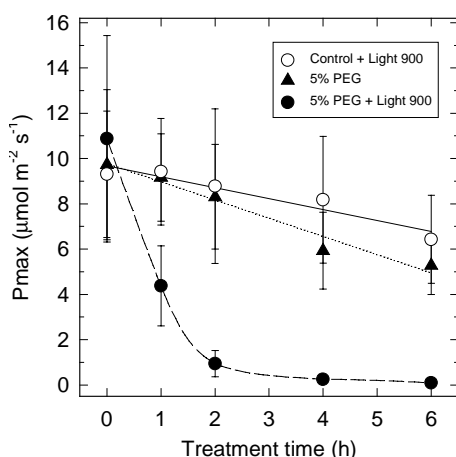 16
14
12
10
8
6
4
2
0
Pmax (μmol m⁻² s⁻¹)
Control + Light 900
5% PEG
5% PEG + Light 900
0 1 2 3 4 5 6
Treatment time (h)